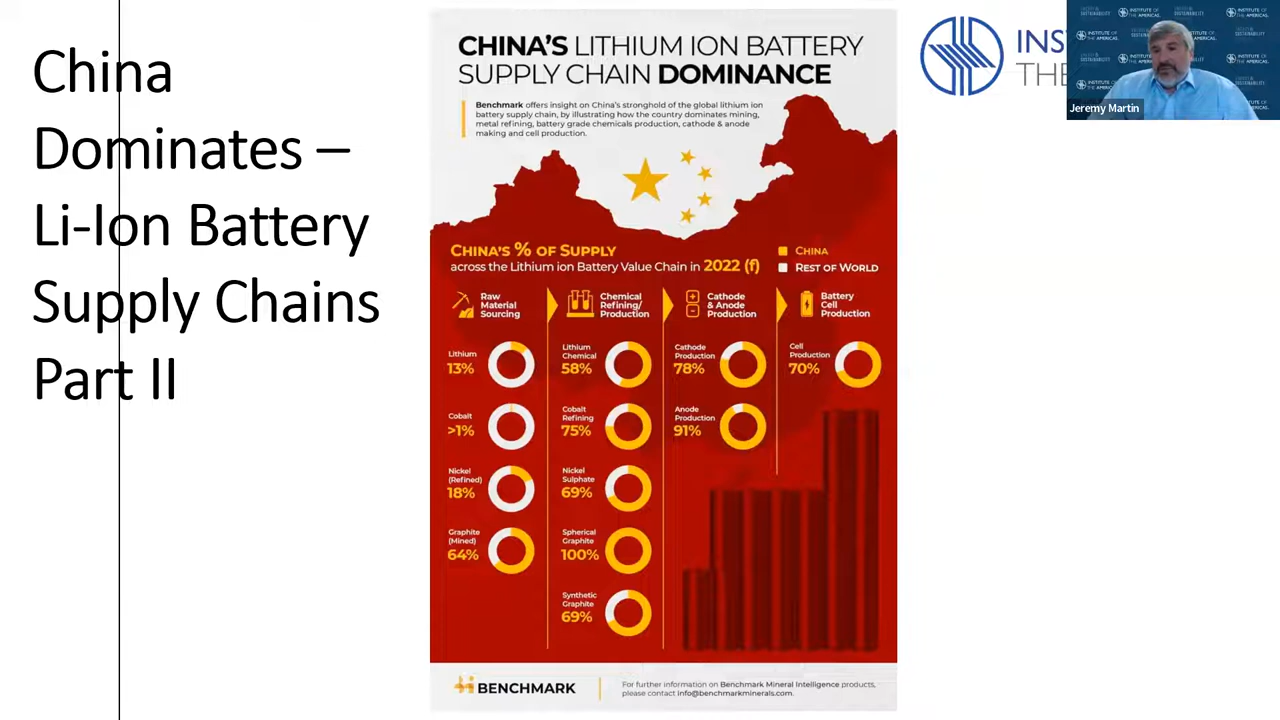 China
Dominates –
Li-Ion Battery
Supply Chains
Part II
CHINA'S LITHIUM ION BATTERY
SUPPLY CHAIN DOMINANCE
Benchmark offers insight on China's stronghold of the global lithium ion
battery supply chain, by illustrating how the country dominates mining,
metal refining, battery grade chemicals production, cathode & anode
making and cell production.
CHINA'S % OF SUPPLY
across the Lithium ion Battery Value Chain in 2022 (f)
CHINA
REST OF WORLD
Raw
Material
Sourcing
Lithium
13%
Cobalt
>1%
Nickel
(Refined)
18%
Graphite
(Mined)
64%
Chemical
Refining/
Production
Lithium
Chemical
58%
Cobalt
Refining
75%
Nickel
Sulphate
69%
Spherical
Graphite
100%
Synthetic
Graphite
69%
Cathode
& Anode
Production
Cathode
Production
78%
Anode
Production
91%
Battery
Cell
Production
Cell
Production
70%
BENCHMARK
For further information on Benchmark Mineral Intelligence products,
please contact info@benchmarkminerals.com.
INS
THE
INSTITUTE OF
THE AMERICAS
Jeremy Martin